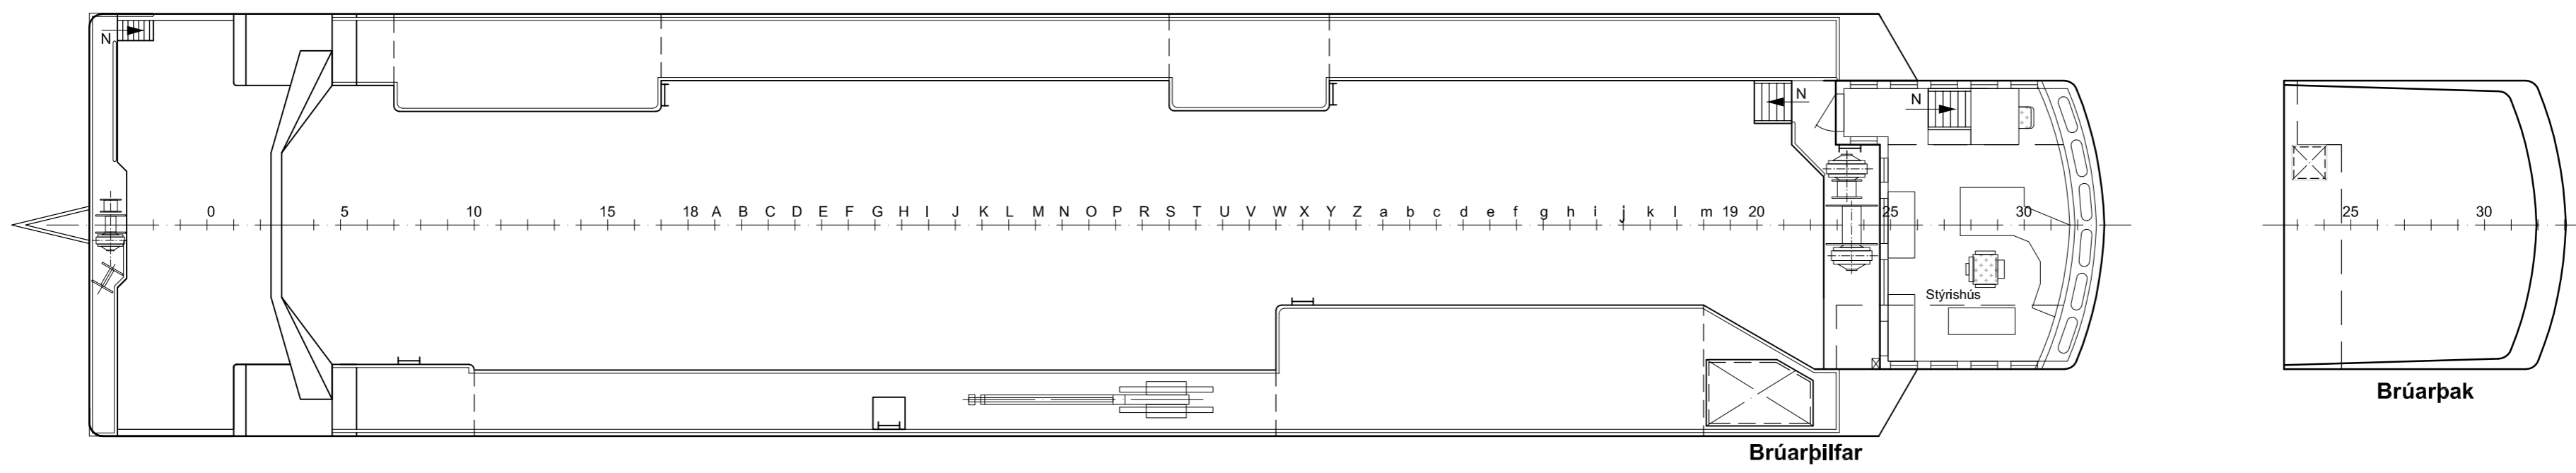 N
N
N
0 5 10 15 18 A B C D E F G H I J K L M N O P R S T U V W X Y Z a b c d e f g h i j k l m 19 20 25 30
25 30
Stýrishús
Brúarþak
Brúarþilfar